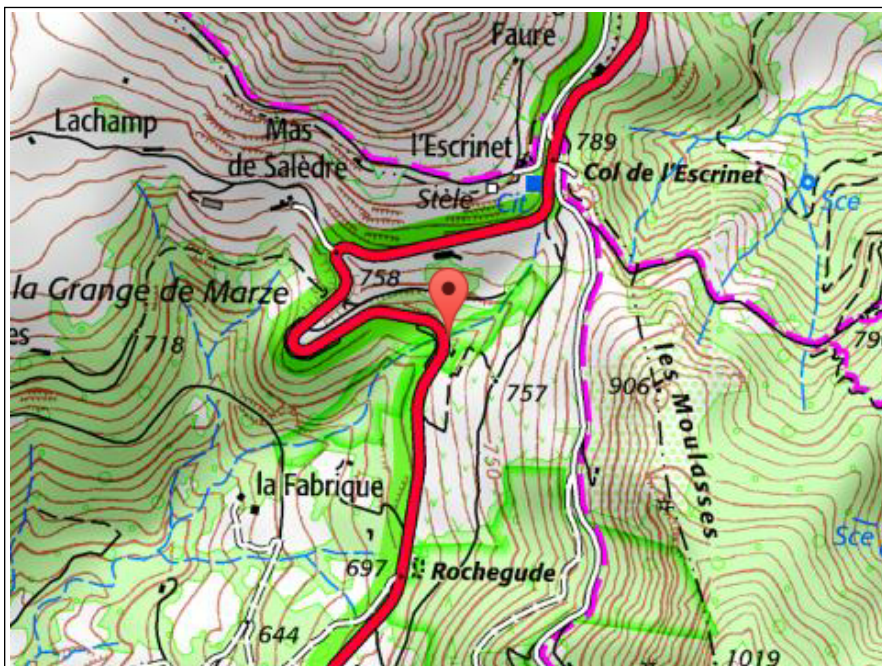 Faure
Lachamp
Mas
de Salèdre
l'Escrinet
789
Col de l'Escrinet
Stèle
Cit
Sce
758
la Grange de Marze
718
es
79
757
906
les Moulasses
750
la Fabrique
Sce
697
Rochegude
644
1019